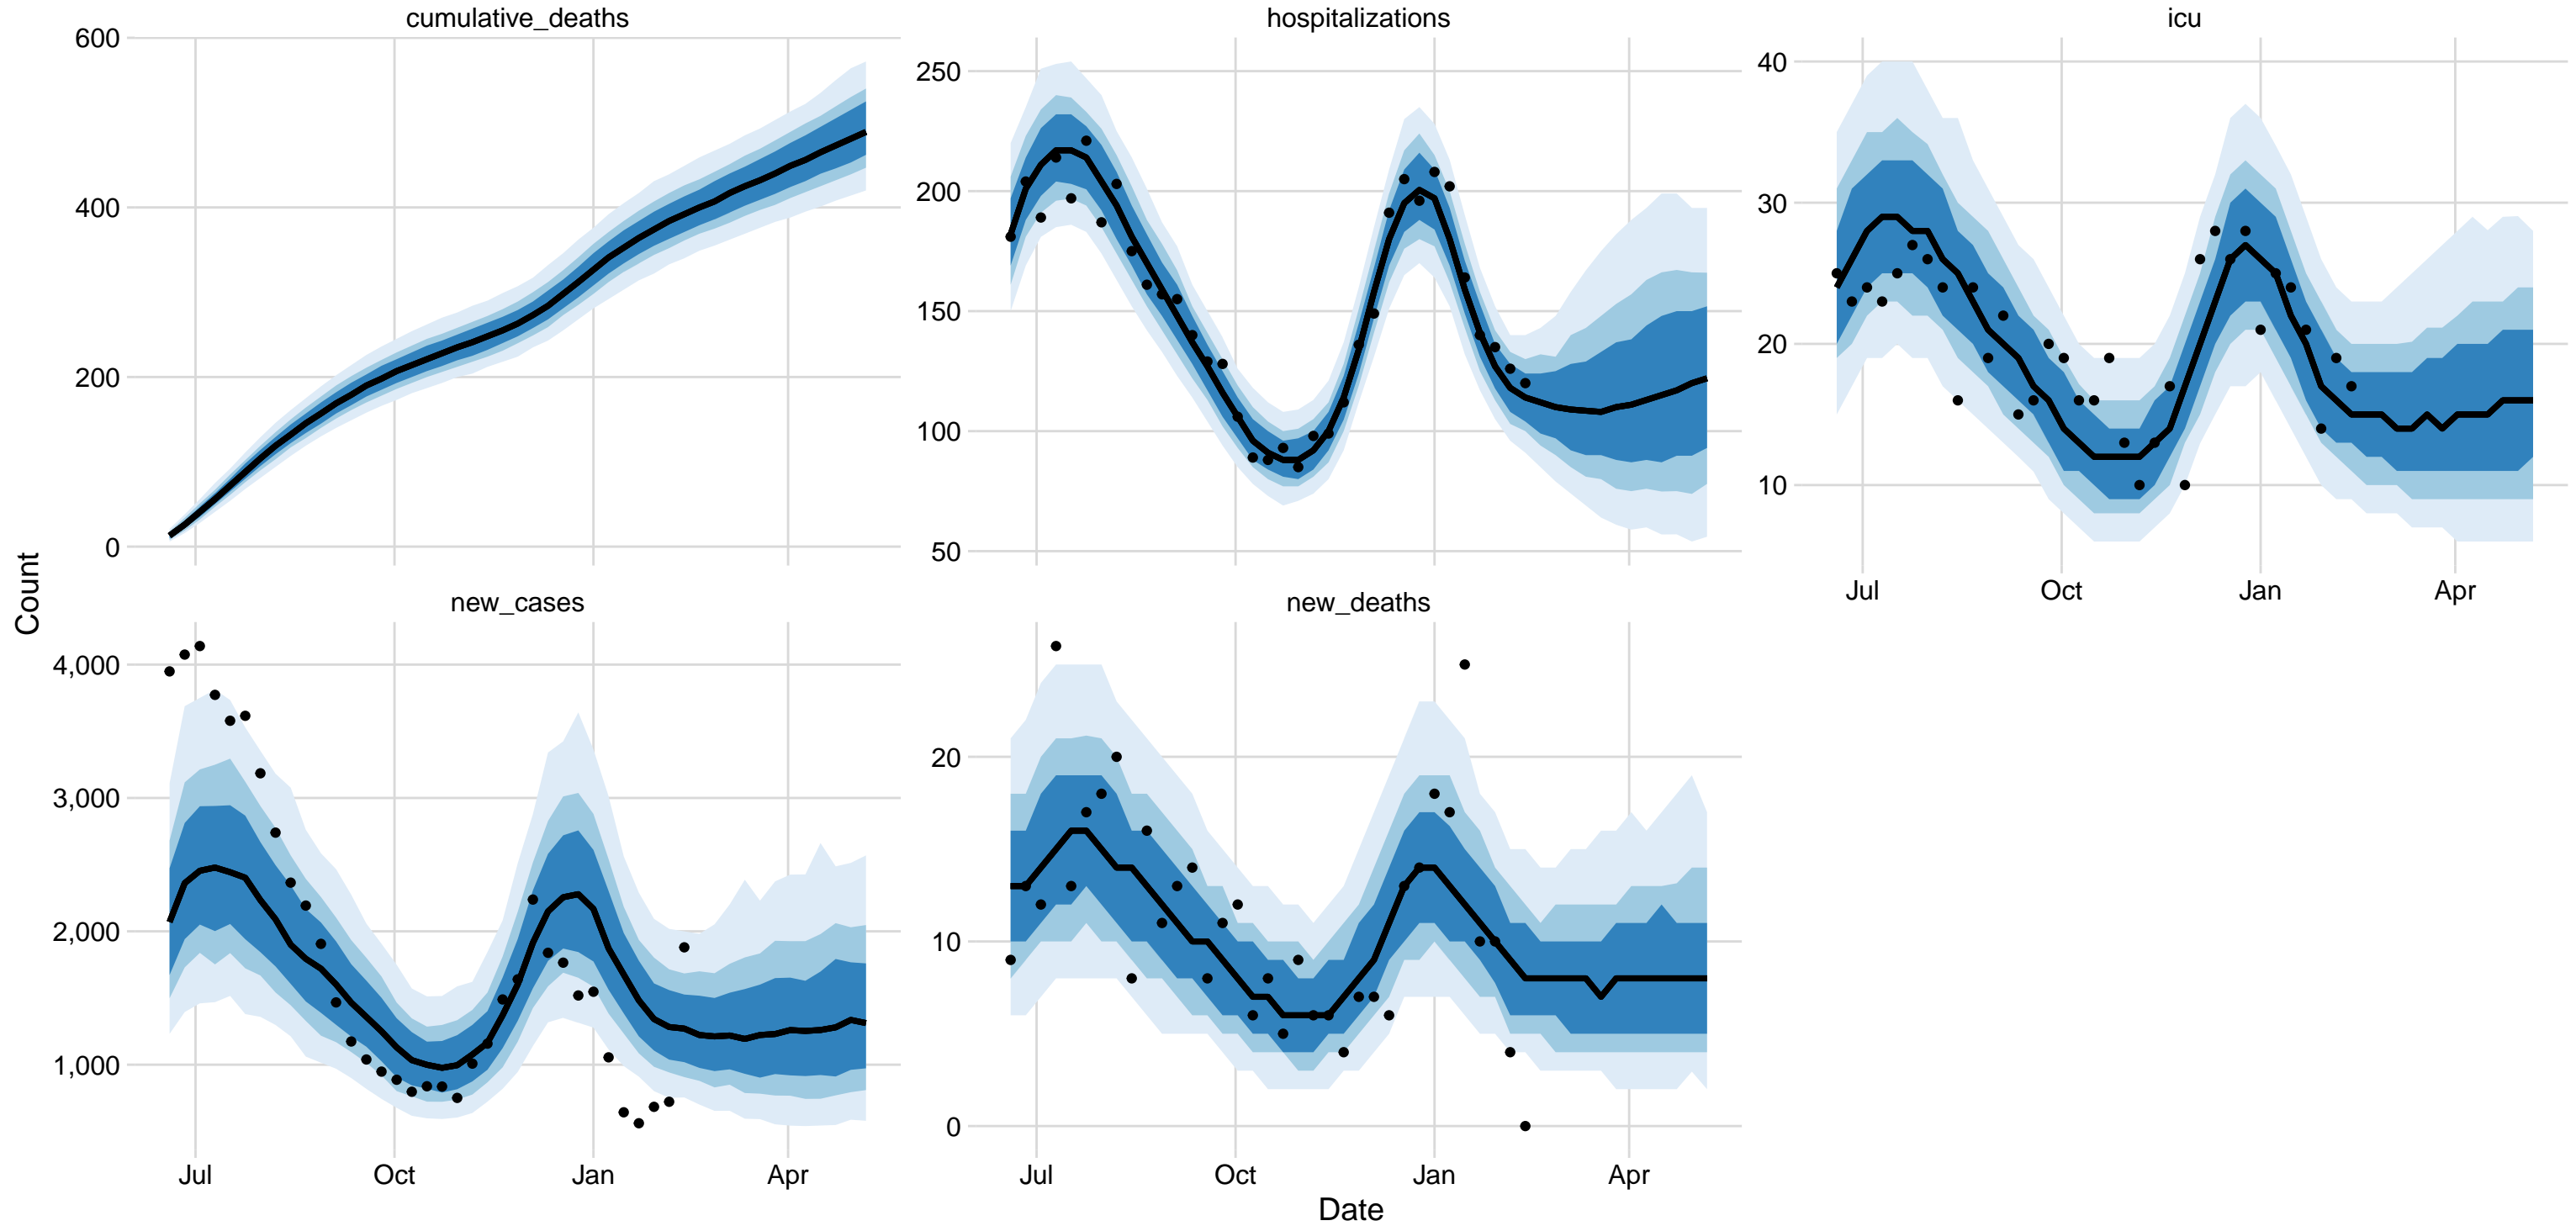 cumulative_deaths
hospitalizations
icu
600
400
200
0
250
200
150
100
50
40
30
20
10
Jul Oct Jan Apr
Count
new_cases
new_deaths
4,000
3,000
2,000
1,000
20
10
0
Jul Oct Jan Apr
Jul Oct Jan Apr
Date